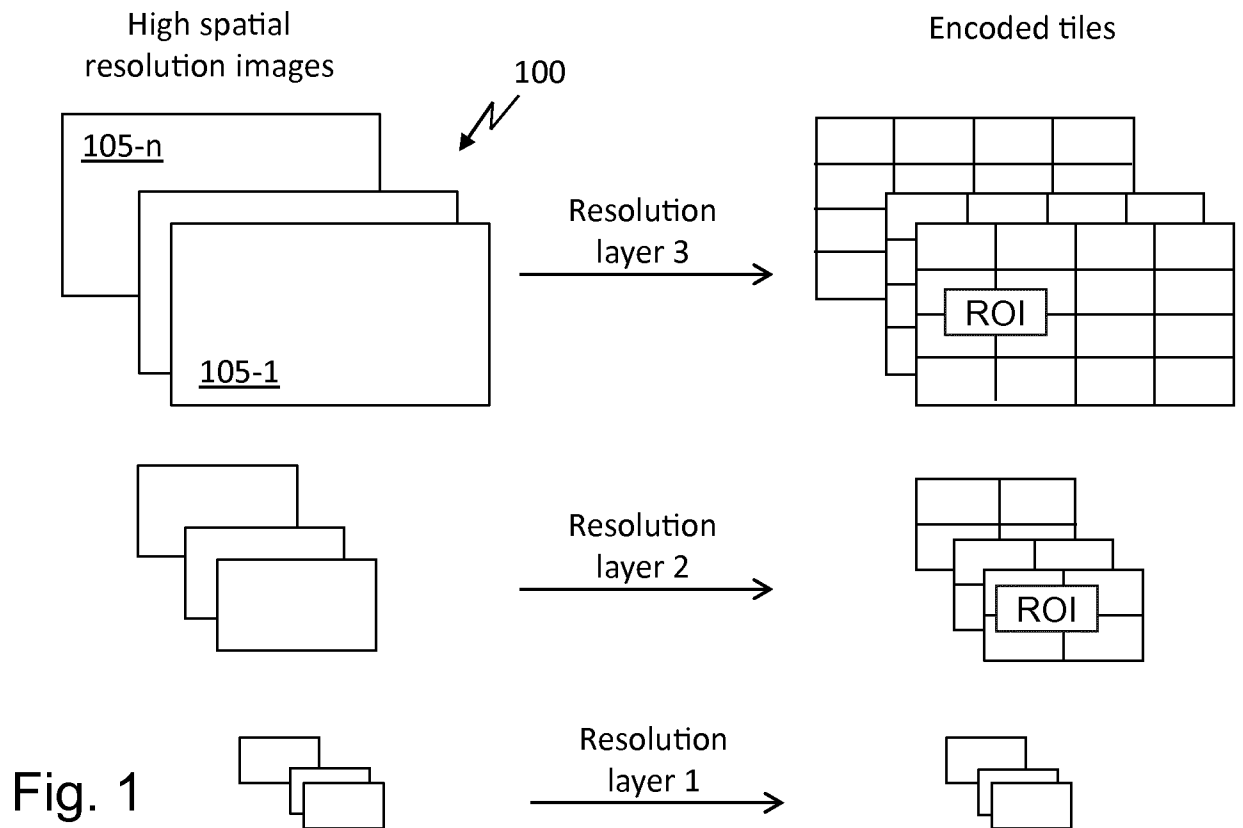 High spatial
resolution images
Encoded tiles
100
105-n
105-1
Resolution
layer 3
ROI
Resolution
layer 2
ROI
Resolution
layer 1
Fig. 1